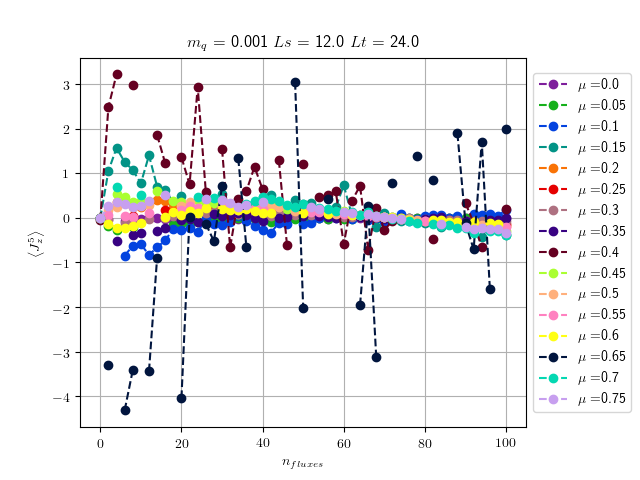 m_q = 0.001 Ls = 12.0 Lt = 24.0
⟨J_z^5⟩
3
2
1
0
−1
−2
−3
−4
0 20 40 60 80 100
n_fluxes
μ =0.0
μ =0.05
μ =0.1
μ =0.15
μ =0.2
μ =0.25
μ =0.3
μ =0.35
μ =0.4
μ =0.45
μ =0.5
μ =0.55
μ =0.6
μ =0.65
μ =0.7
μ =0.75